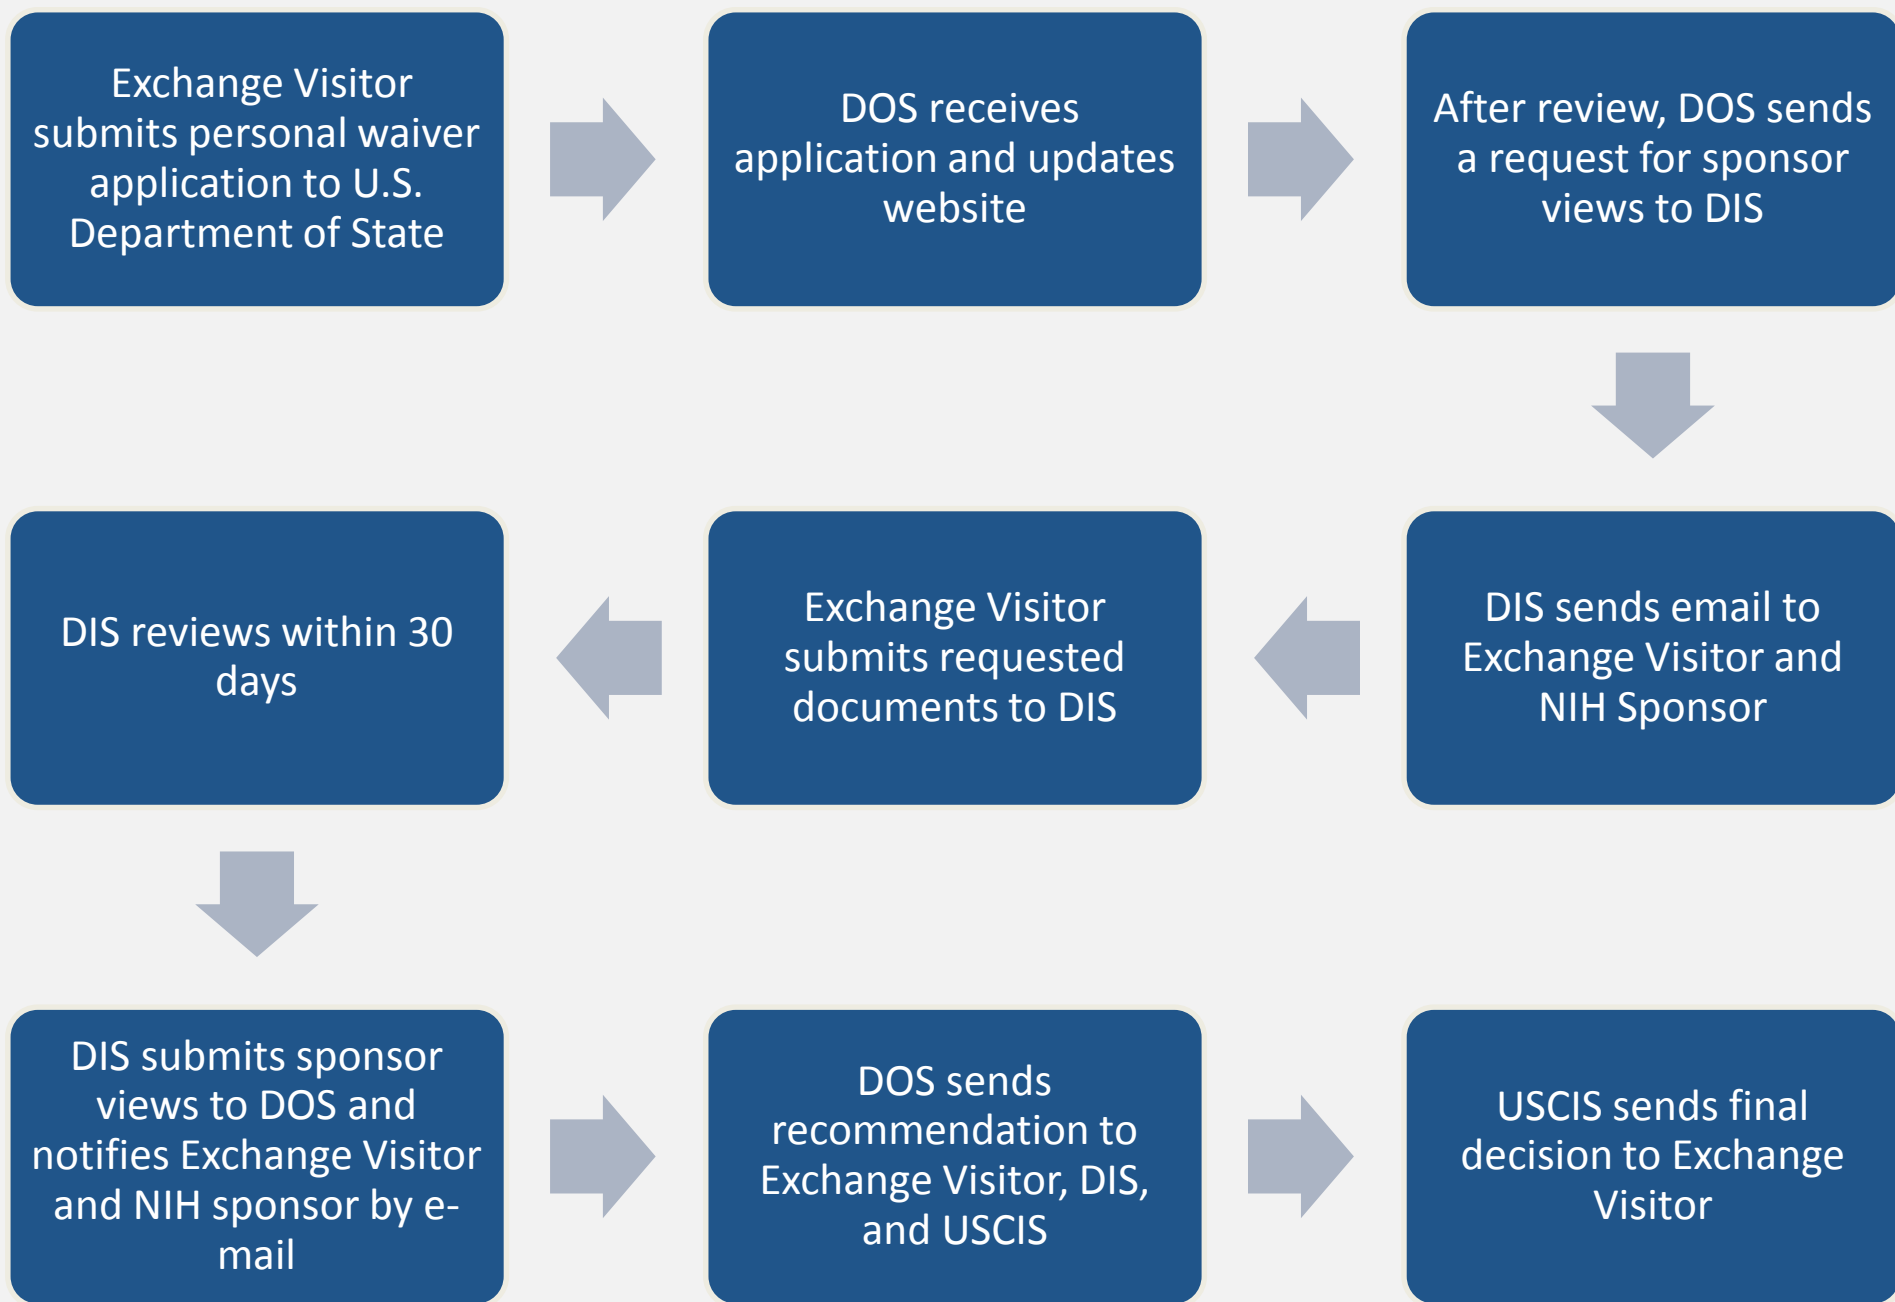 Exchange Visitor
submits personal waiver
application to U.S.
Department of State
DOS receives
application and updates
website
After review, DOS sends
a request for sponsor
views to DIS
DIS sends email to
Exchange Visitor and
NIH Sponsor
Exchange Visitor
submits requested
documents to DIS
DIS reviews within 30
days
DIS submits sponsor
views to DOS and
notifies Exchange Visitor
and NIH sponsor by e-
mail
DOS sends
recommendation to
Exchange Visitor, DIS,
and USCIS
USCIS sends final
decision to Exchange
Visitor